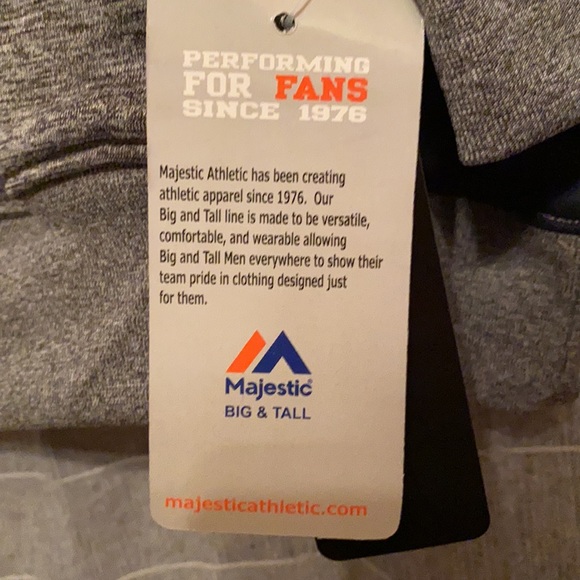 PERFORMING
FOR FANS
SINCE 1976
Majestic Athletic has been creating
athletic apparel since 1976. Our
Big and Tall line is made to be versatile,
comfortable, and wearable allowing
Big and Tall Men everywhere to show their
team pride in clothing designed just
for them.
Majestic®
BIG & TALL
majesticathletic.com